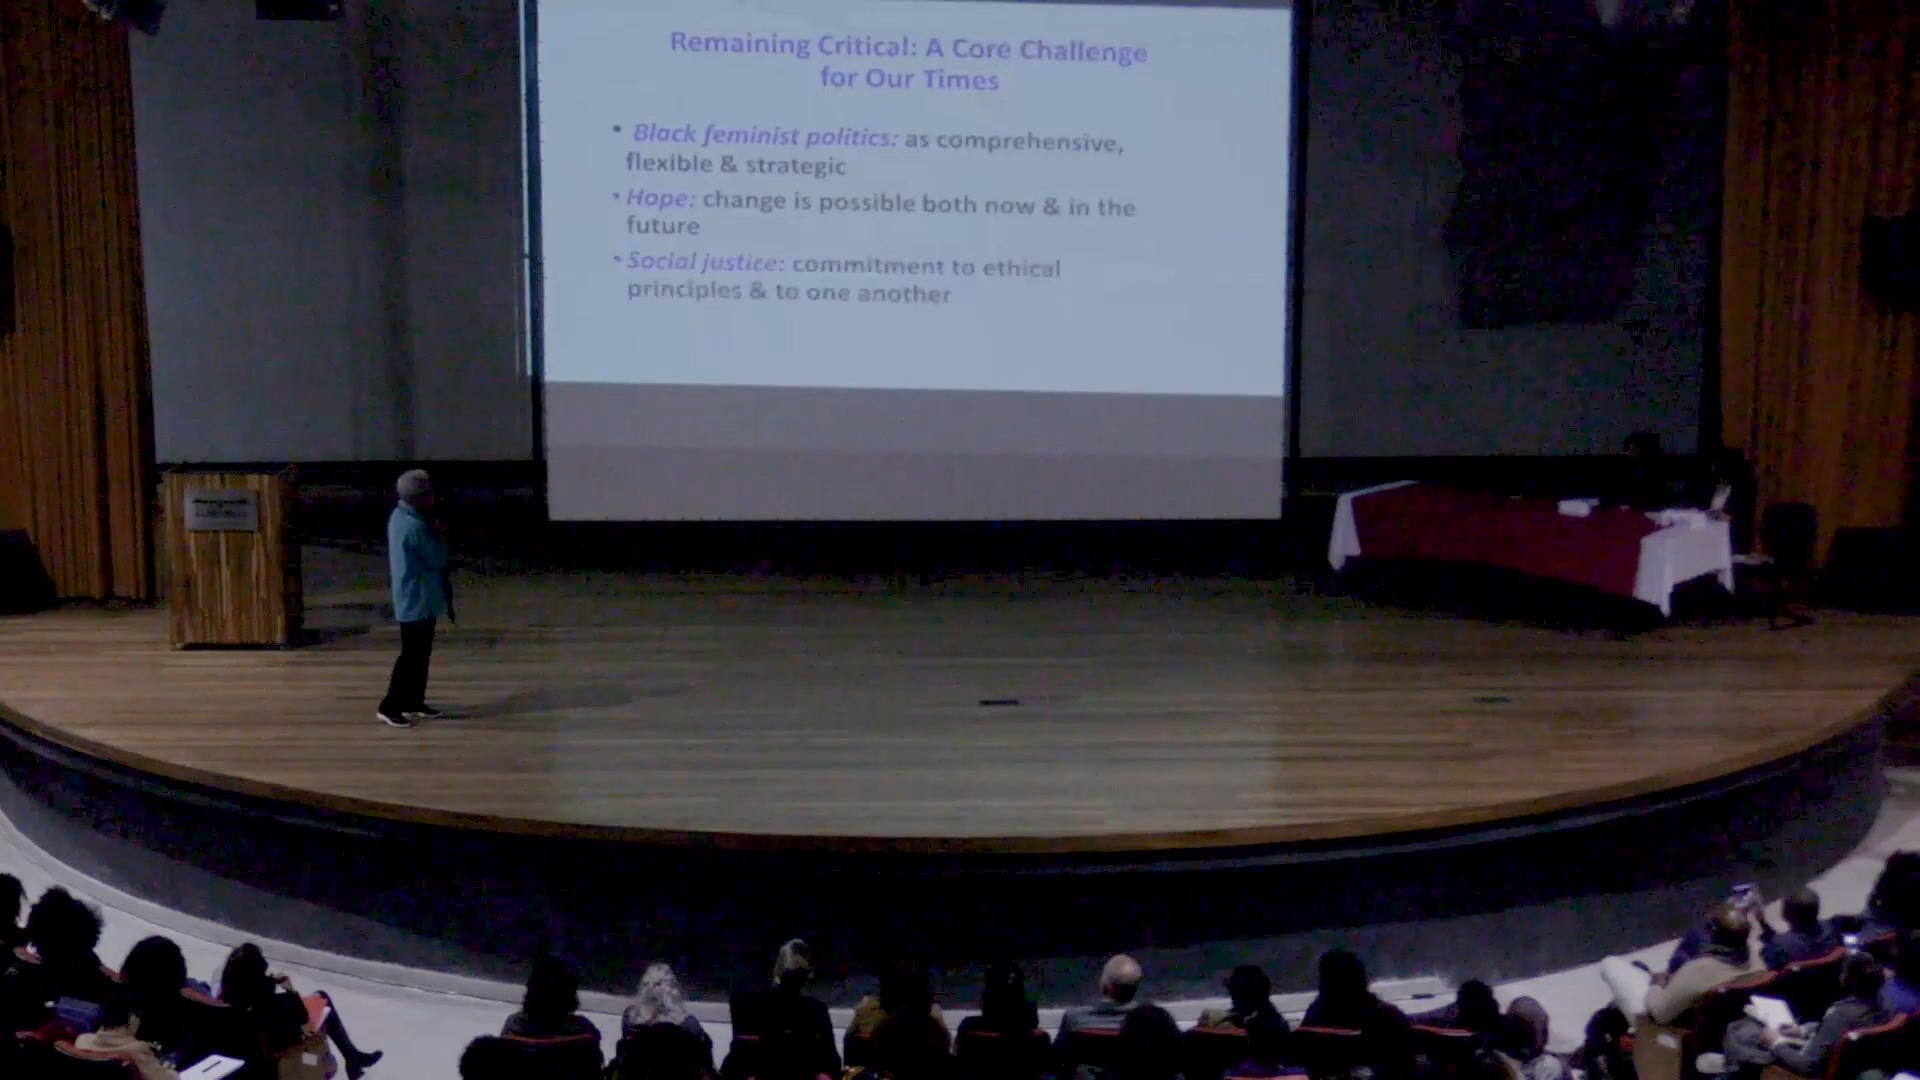 Remaining Critical: A Core Challenge
for Our Times
• Black feminist politics: as comprehensive,
flexible & strategic
• Hope: change is possible both now & in the
future
• Social justice: commitment to ethical
principles & to one another